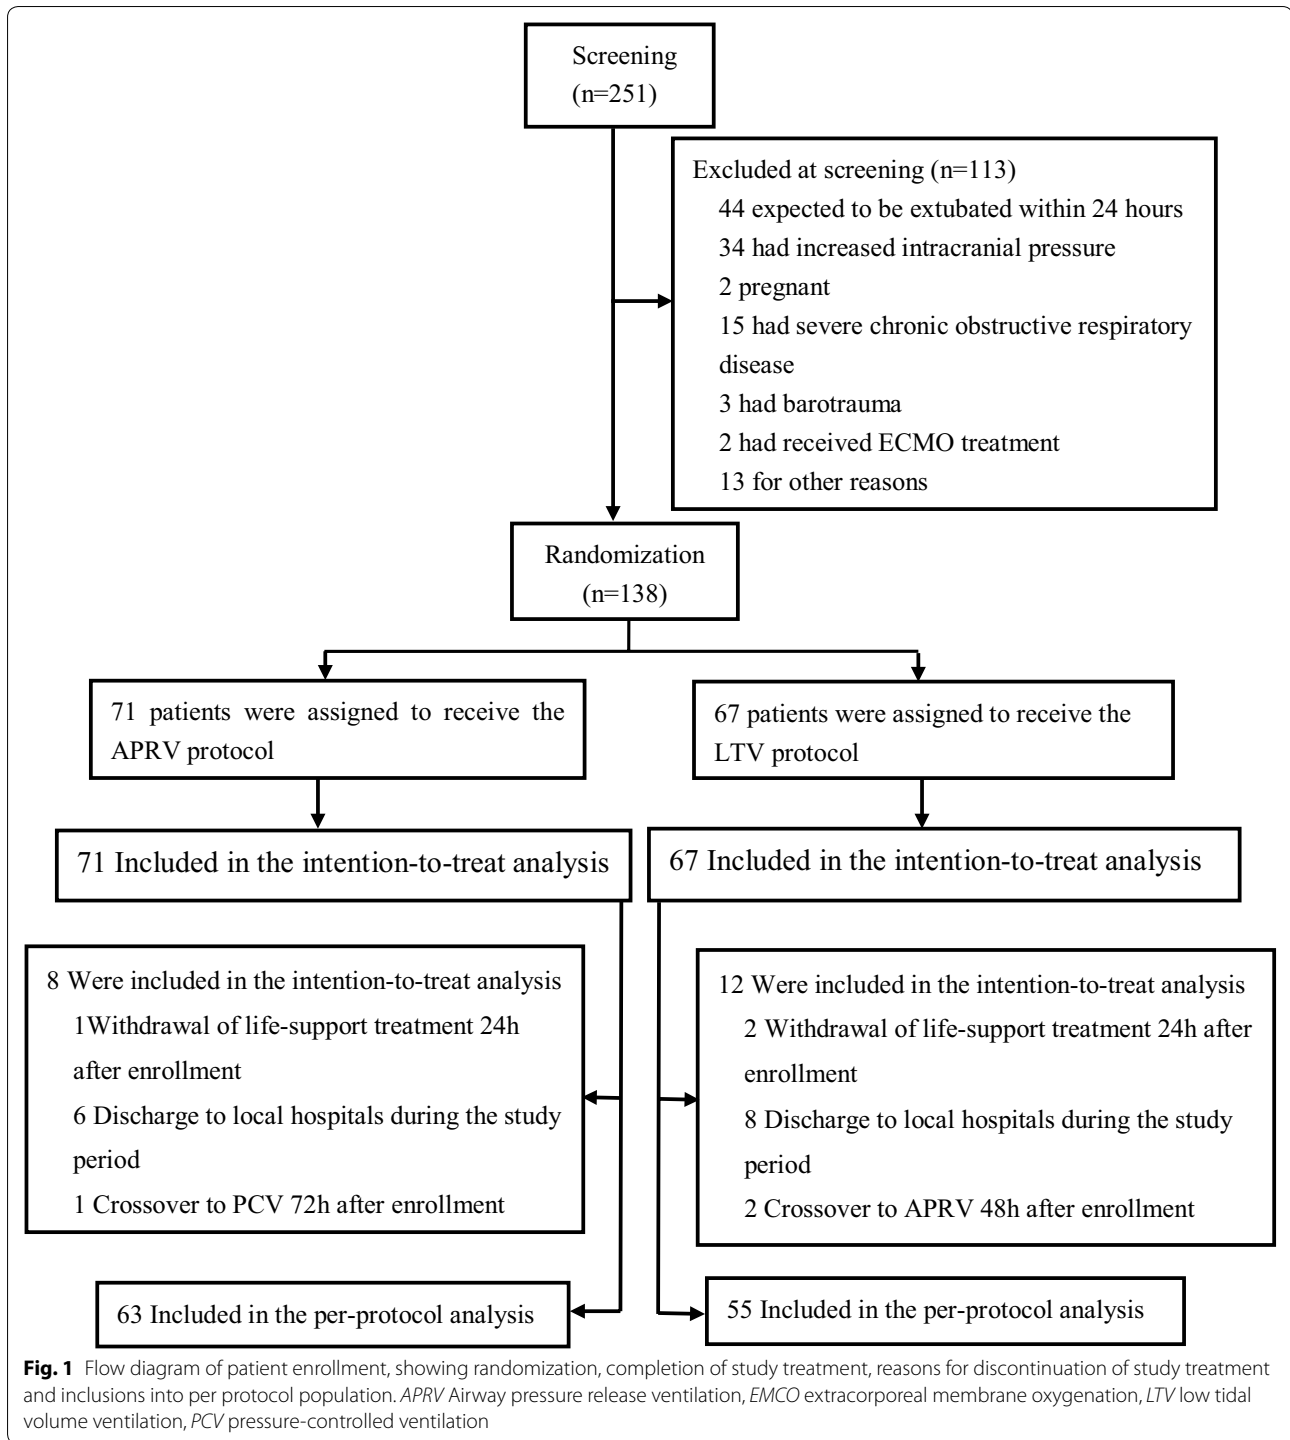 Screening
(n=251)
Excluded at screening (n=113)
44 expected to be extubated within 24 hours
34 had increased intracranial pressure
2 pregnant
15 had severe chronic obstructive respiratory
disease
3 had barotrauma
2 had received ECMO treatment
13 for other reasons
Randomization
(n=138)
71 patients were assigned to receive the
APRV protocol
67 patients were assigned to receive the
LTV protocol
71 Included in the intention-to-treat analysis
67 Included in the intention-to-treat analysis
8 Were included in the intention-to-treat analysis
1Withdrawal of life-support treatment 24h
after enrollment
6 Discharge to local hospitals during the study
period
1 Crossover to PCV 72h after enrollment
12 Were included in the intention-to-treat analysis
2 Withdrawal of life-support treatment 24h after
enrollment
8 Discharge to local hospitals during the study
period
2 Crossover to APRV 48h after enrollment
63 Included in the per-protocol analysis
55 Included in the per-protocol analysis
Fig. 1 Flow diagram of patient enrollment, showing randomization, completion of study treatment, reasons for discontinuation of study treatment
and inclusions into per protocol population. APRV Airway pressure release ventilation, EMCO extracorporeal membrane oxygenation, LTV low tidal
volume ventilation, PCV pressure-controlled ventilation